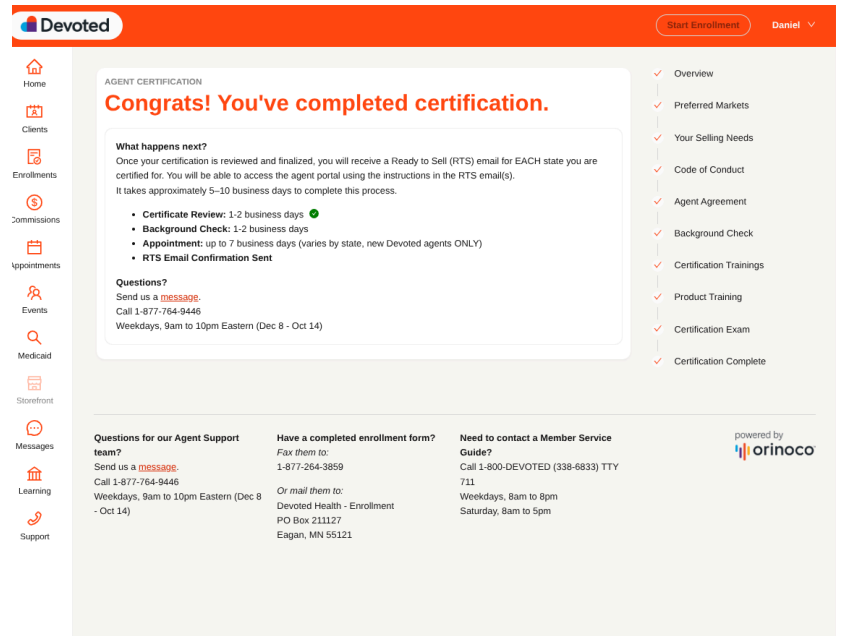 Devoted
Start Enrollment
Daniel
Home
Clients
Enrollments
Commissions
Appointments
Events
Medicaid
Storefront
Messages
Learning
Support
AGENT CERTIFICATION
Congrats! You've completed certification.
What happens next?
Once your certification is reviewed and finalized, you will receive a Ready to Sell (RTS) email for EACH state you are
certified for. You will be able to access the agent portal using the instructions in the RTS email(s).
It takes approximately 5–10 business days to complete this process.
• Certificate Review: 1-2 business days
• Background Check: 1-2 business days
• Appointment: up to 7 business days (varies by state, new Devoted agents ONLY)
• RTS Email Confirmation Sent
Questions?
Send us a message.
Call 1-877-764-9446
Weekdays, 9am to 10pm Eastern (Dec 8 - Oct 14)
Overview
Preferred Markets
Your Selling Needs
Code of Conduct
Agent Agreement
Background Check
Certification Trainings
Product Training
Certification Exam
Certification Complete
Questions for our Agent Support
team?
Send us a message.
Call 1-877-764-9446
Weekdays, 9am to 10pm Eastern (Dec 8
- Oct 14)
Have a completed enrollment form?
Fax them to:
1-877-264-3859
Or mail them to:
Devoted Health - Enrollment
PO Box 211127
Eagan, MN 55121
Need to contact a Member Service
Guide?
Call 1-800-DEVOTED (338-6833) TTY
711
Weekdays, 8am to 8pm
Saturday, 8am to 5pm
powered by
orinoco